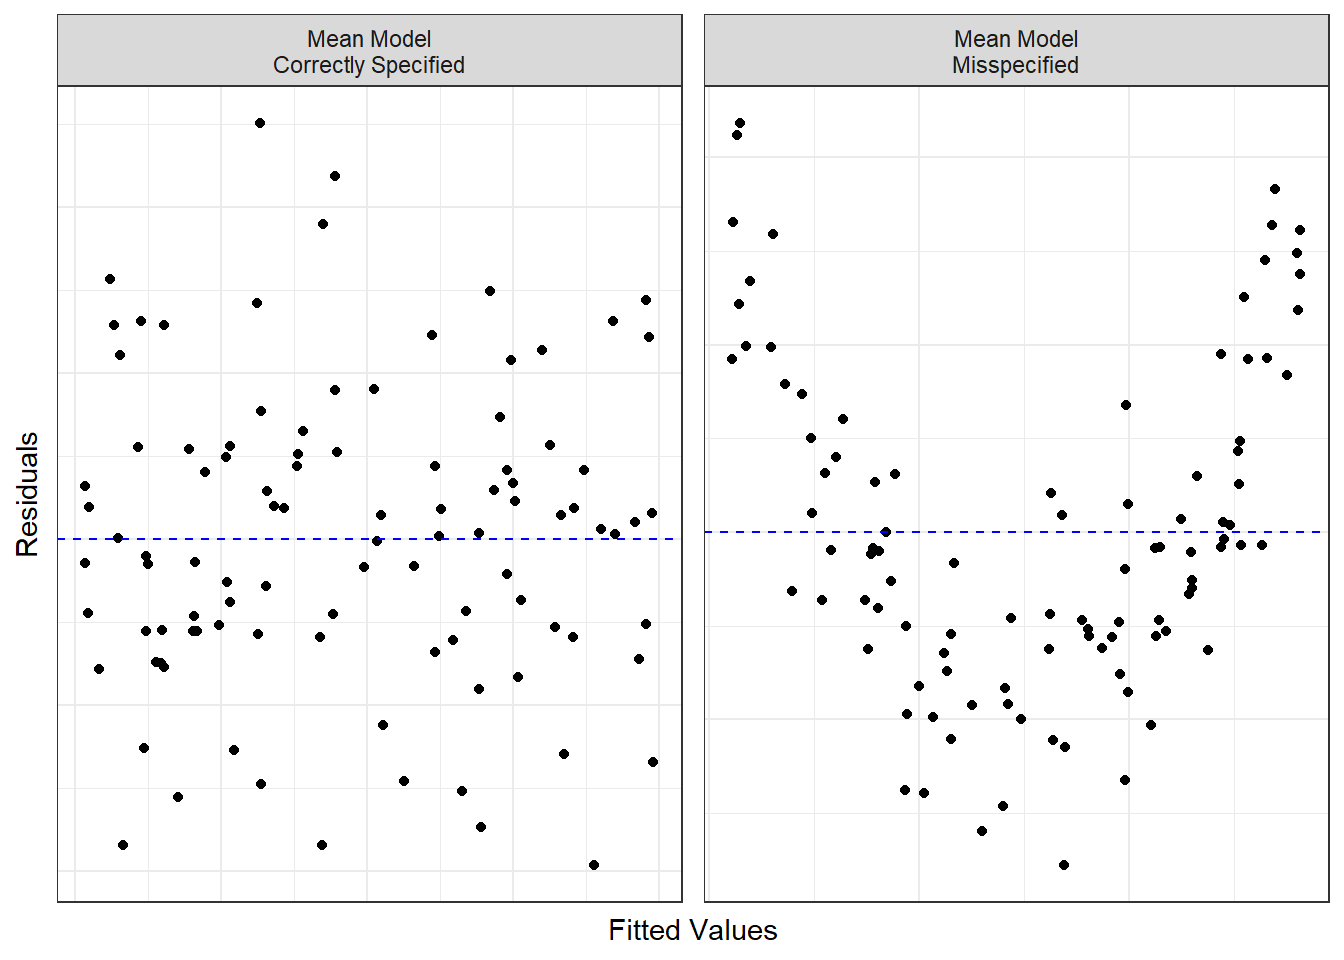 Mean Model
Correctly Specified
Mean Model
Misspecified
Residuals
Fitted Values